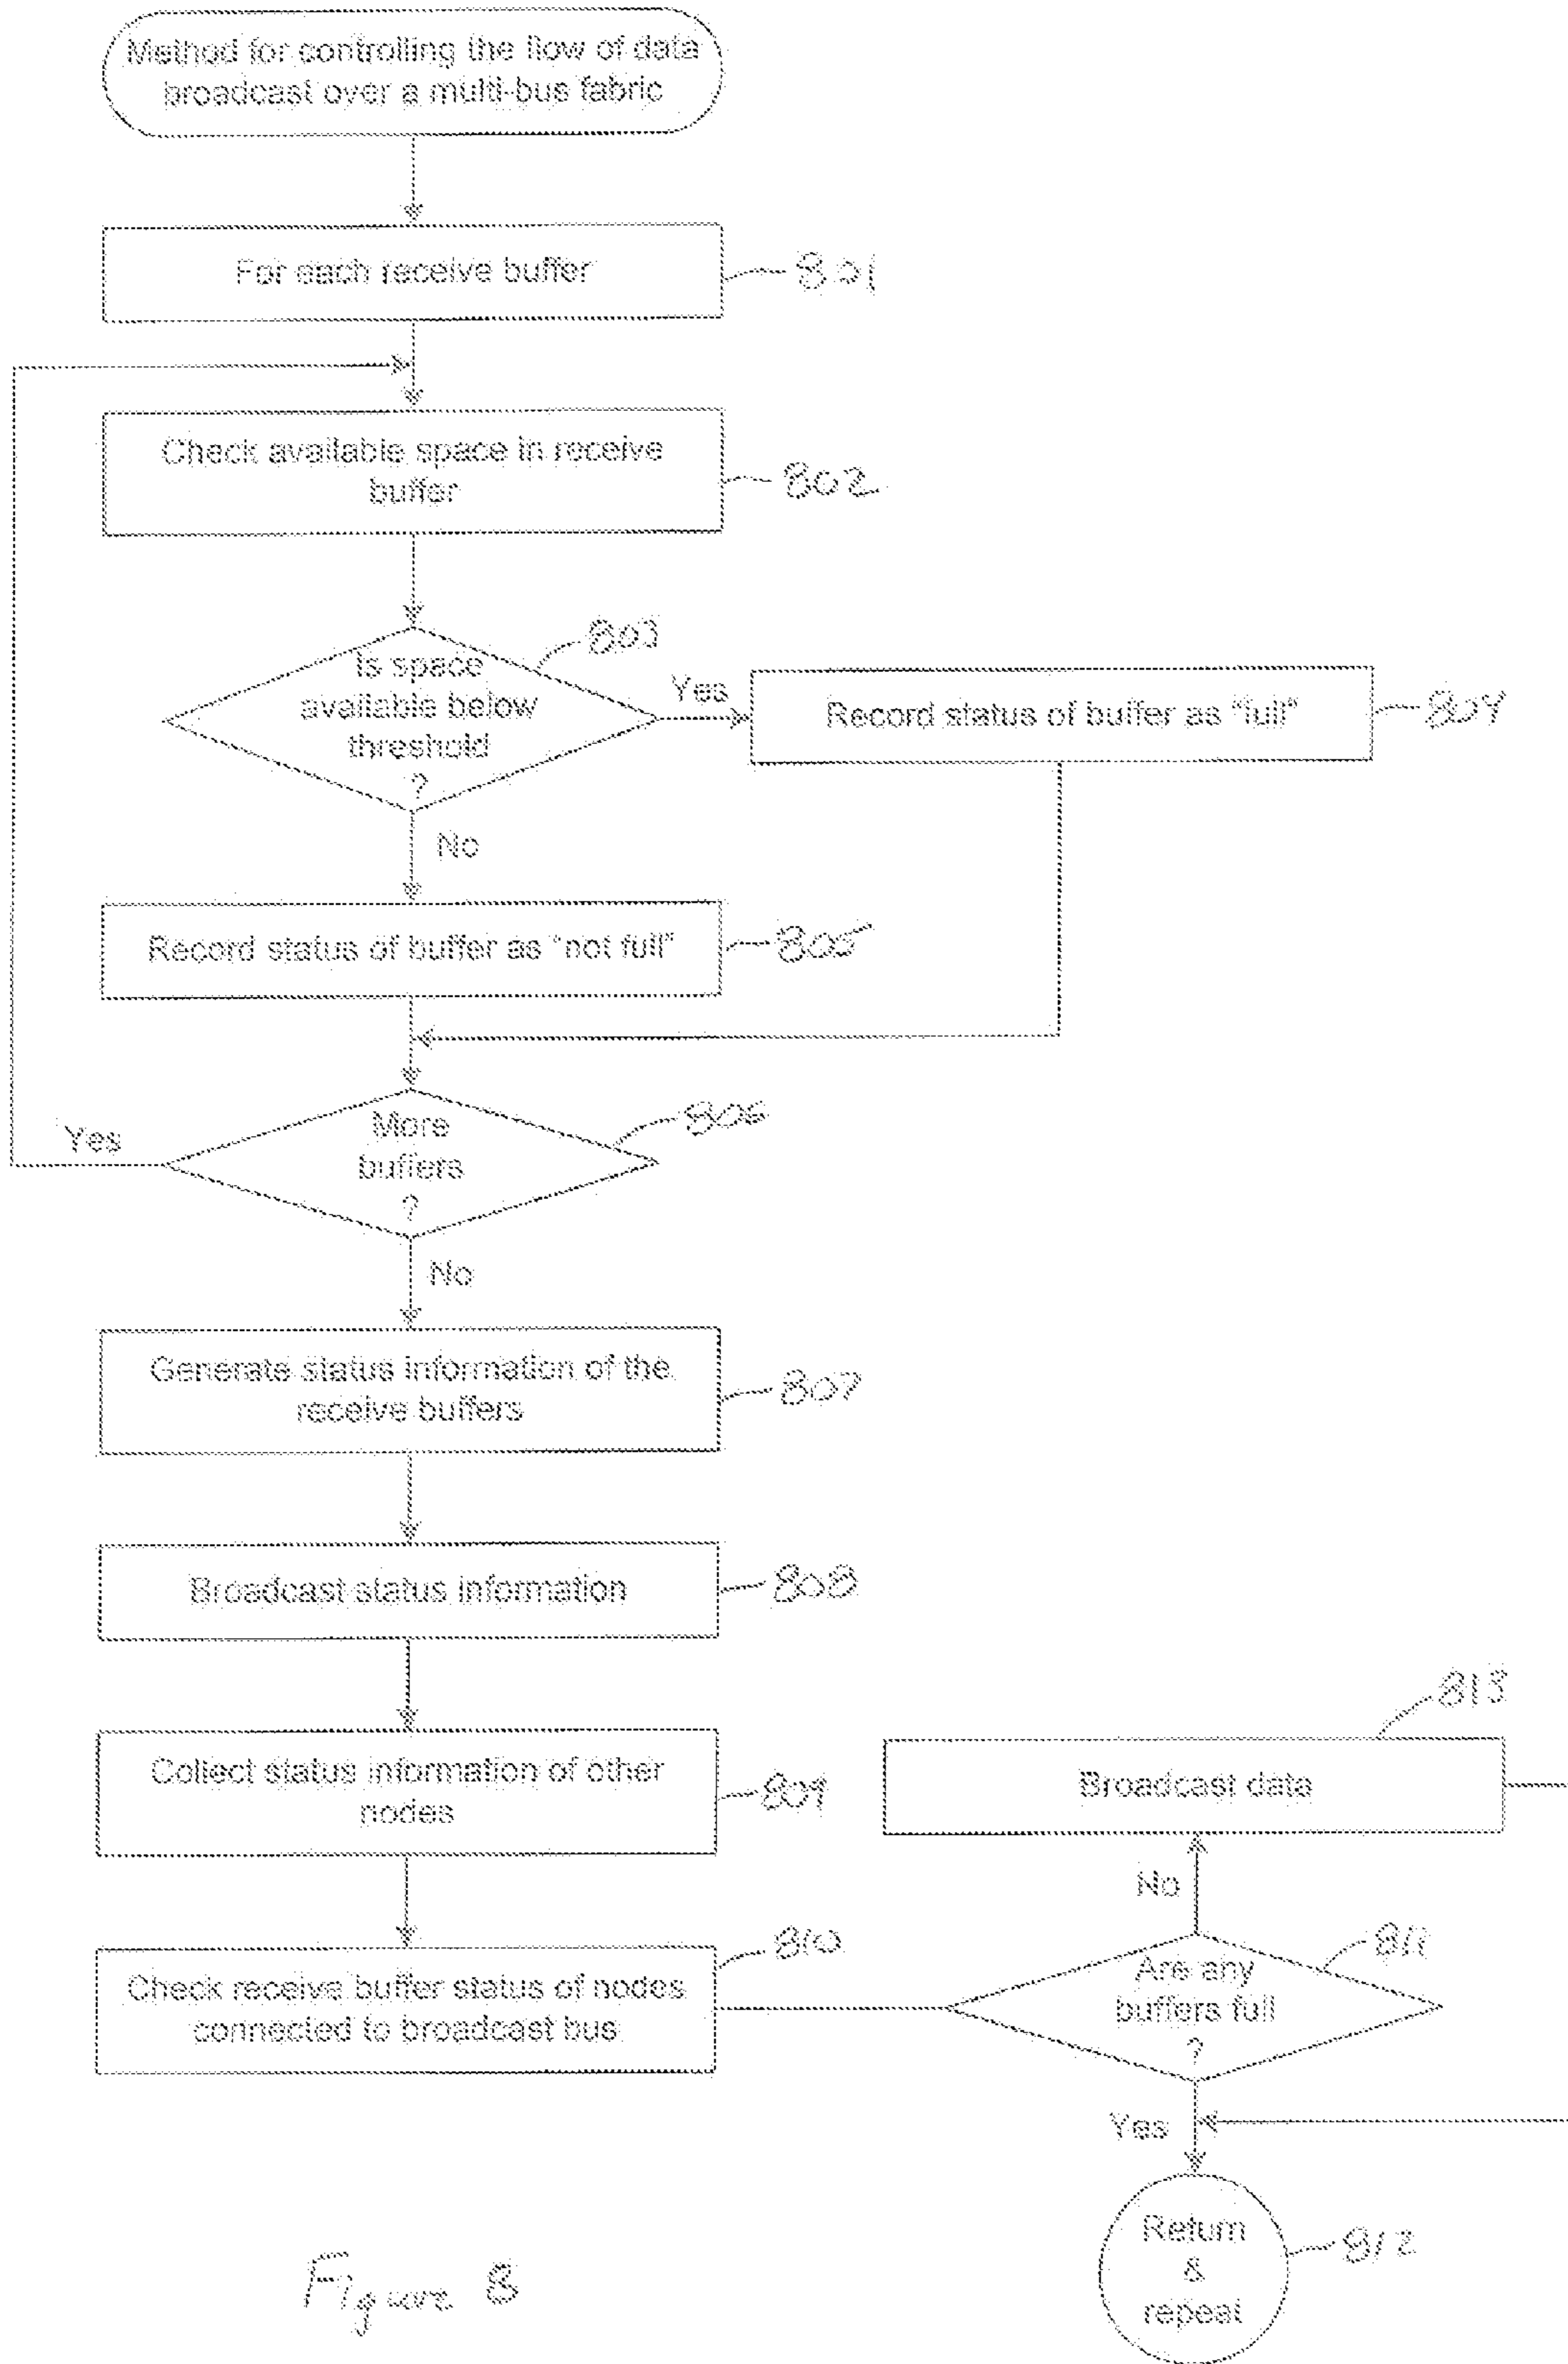 Method for controlling the flow of data
broadcast over a multi-bus fabric
For each receive buffer
801
Check available space in receive
buffer
802
803
Is space
available below
threshold
?
Yes
Record status of buffer as "full"
804
No
Record status of buffer as "not full"
805
More
buffers
?
806
Yes
No
Generate status information of the
receive buffers
807
Broadcast status information
808
813
Collect status information of other
nodes
809
Broadcast data
No
Check receive buffer status of nodes
connected to broadcast bus
810
Are any
buffers full
?
811
Yes
Return
&
repeat
812
Figure 8